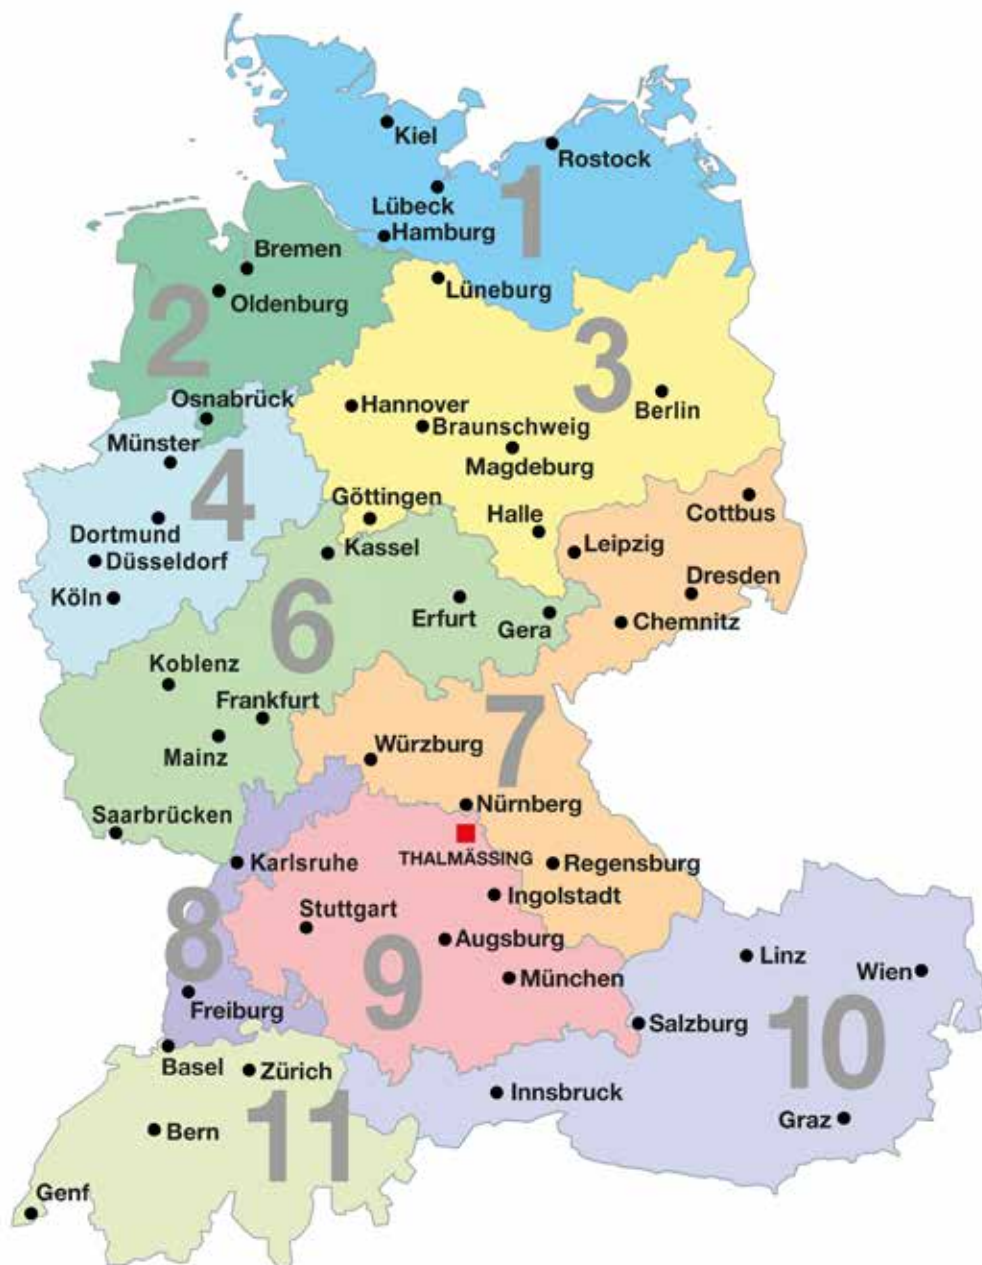 Kiel
Rostock
1
Lübeck
Hamburg
Bremen
Lüneburg
Oldenburg
2
3
Berlin
Osnabrück
Hannover
Braunschweig
Münster
Magdeburg
4
Göttingen
Cottbus
Halle
Dortmund
Leipzig
Kassel
Düsseldorf
Dresden
Köln
Erfurt
Gera
Chemnitz
6
Koblenz
Frankfurt
7
Mainz
Würzburg
Nürnberg
Saarbrücken
THALMÄSSING
Karlsruhe
Regensburg
Ingolstadt
Stuttgart
8
Augsburg
9
Linz
Wien
München
Freiburg
Salzburg
10
Basel
Zürich
Innsbruck
Graz
Bern
11
Genf